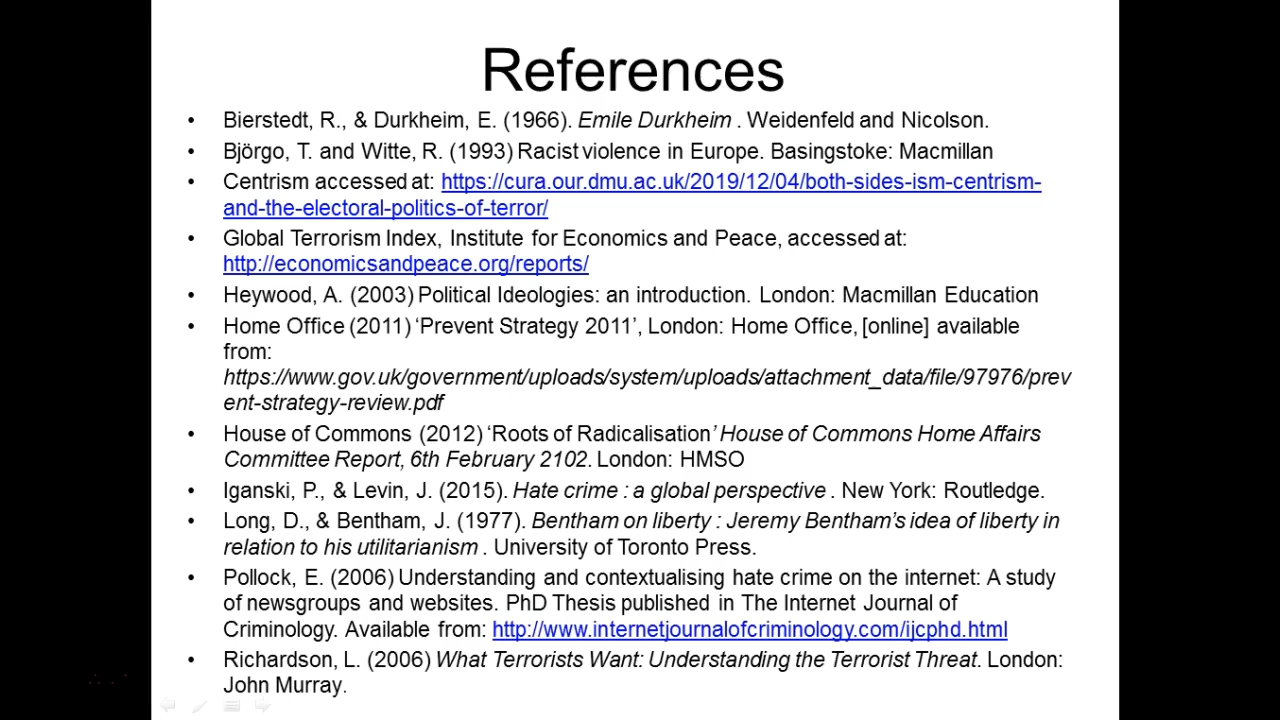 References
• Bierstedt, R., & Durkheim, E. (1966). Emile Durkheim . Weidenfeld and Nicolson.
• Björgo, T. and Witte, R. (1993) Racist violence in Europe. Basingstoke: Macmillan
• Centrism accessed at: https://cura.our.dmu.ac.uk/2019/12/04/both-sides-ism-centrism-
and-the-electoral-politics-of-terror/
• Global Terrorism Index, Institute for Economics and Peace, accessed at:
http://economicsandpeace.org/reports/
• Heywood, A. (2003) Political Ideologies: an introduction. London: Macmillan Education
• Home Office (2011) ‘Prevent Strategy 2011’, London: Home Office, [online] available
from:
https://www.gov.uk/government/uploads/system/uploads/attachment_data/file/97976/prev
ent-strategy-review.pdf
• House of Commons (2012) ‘Roots of Radicalisation’ House of Commons Home Affairs
Committee Report, 6th February 2102. London: HMSO
• Iganski, P., & Levin, J. (2015). Hate crime : a global perspective . New York: Routledge.
• Long, D., & Bentham, J. (1977). Bentham on liberty : Jeremy Bentham’s idea of liberty in
relation to his utilitarianism . University of Toronto Press.
• Pollock, E. (2006) Understanding and contextualising hate crime on the internet: A study
of newsgroups and websites. PhD Thesis published in The Internet Journal of
Criminology. Available from: http://www.internetjournalofcriminology.com/ijcphd.html
• Richardson, L. (2006) What Terrorists Want: Understanding the Terrorist Threat. London:
John Murray.